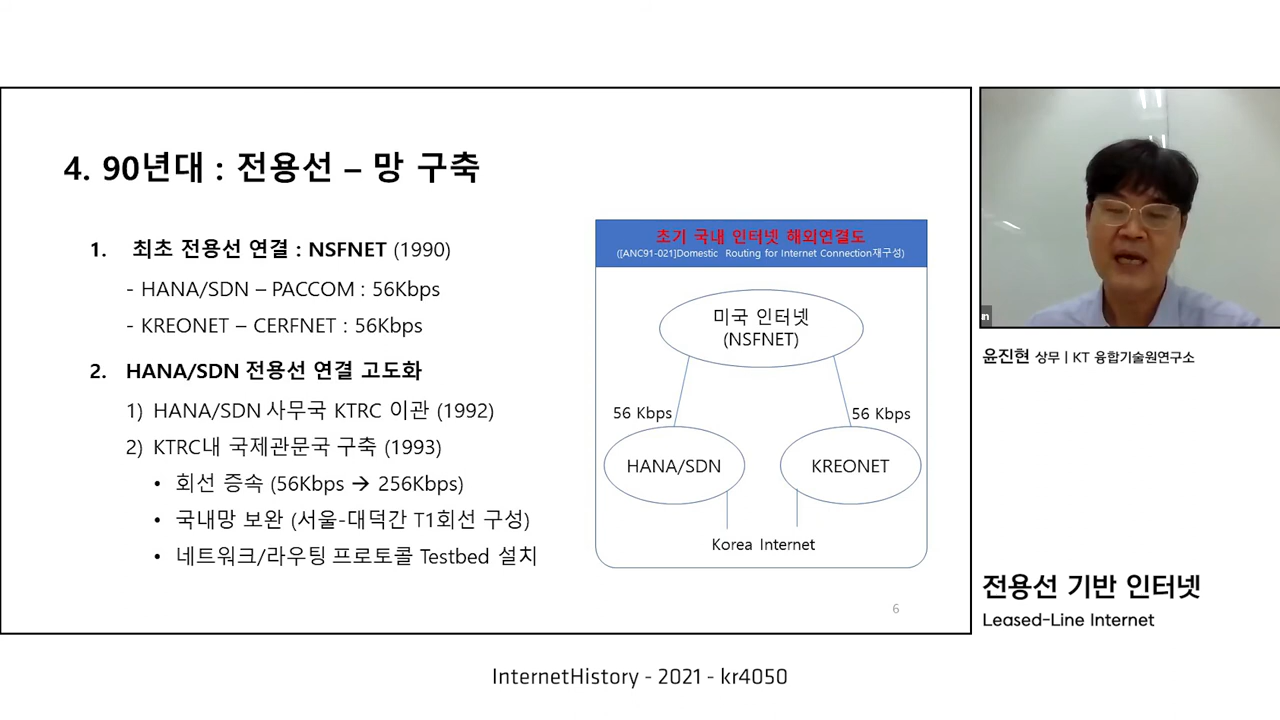 4. 90년대 : 전용선 – 망 구축
1. 최초 전용선 연결 : NSFNET (1990)
- HANA/SDN – PACCOM : 56Kbps
- KREONET – CERFNET : 56Kbps
2. HANA/SDN 전용선 연결 고도화
1) HANA/SDN 사무국 KTRC 이관 (1992)
2) KTRC내 국제관문국 구축 (1993)
• 회선 증속 (56Kbps → 256Kbps)
• 국내망 보완 (서울-대덕간 T1회선 구성)
• 네트워크/라우팅 프로토콜 Testbed 설치
초기 국내 인터넷 해외연결도
([ANC91-021]Domestic Routing for Internet Connection재구성)
미국 인터넷
(NSFNET)
56 Kbps
56 Kbps
HANA/SDN
KREONET
Korea Internet
6
윤진현 상무 | KT 융합기술원연구소
전용선 기반 인터넷
Leased-Line Internet
InternetHistory - 2021 - kr4050